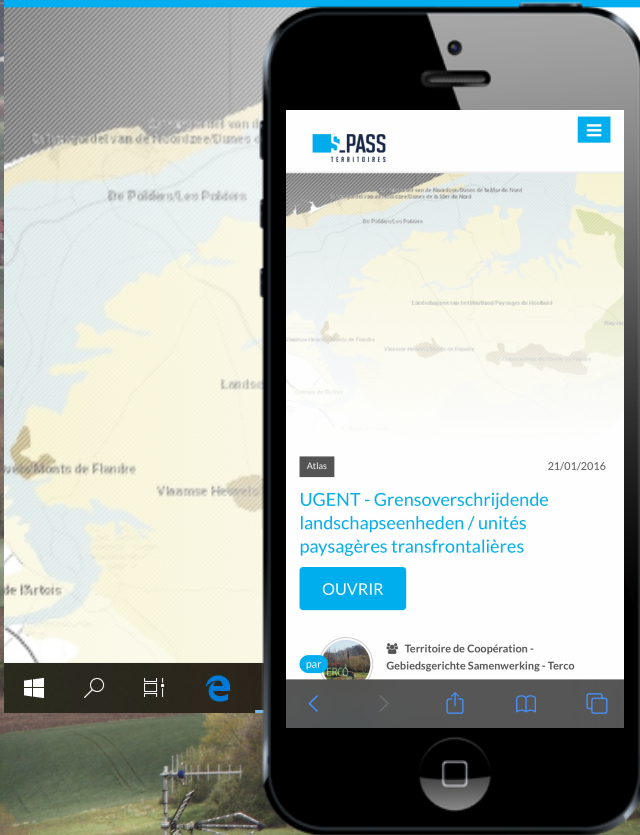 De Polders/Les Polders
Monts de Flandre
Vlaamse Heuvels
de l'Artois
S_PASS
TERRITOIRES
De Polders/Les Polders
Atlas
21/01/2016
UGENT - Grensoverschrijdende
landschapseenheden / unités
paysagères transfrontalières
OUVRIR
par
Territoire de Coopération -
Gebiedsgerichte Samenwerking - Terco